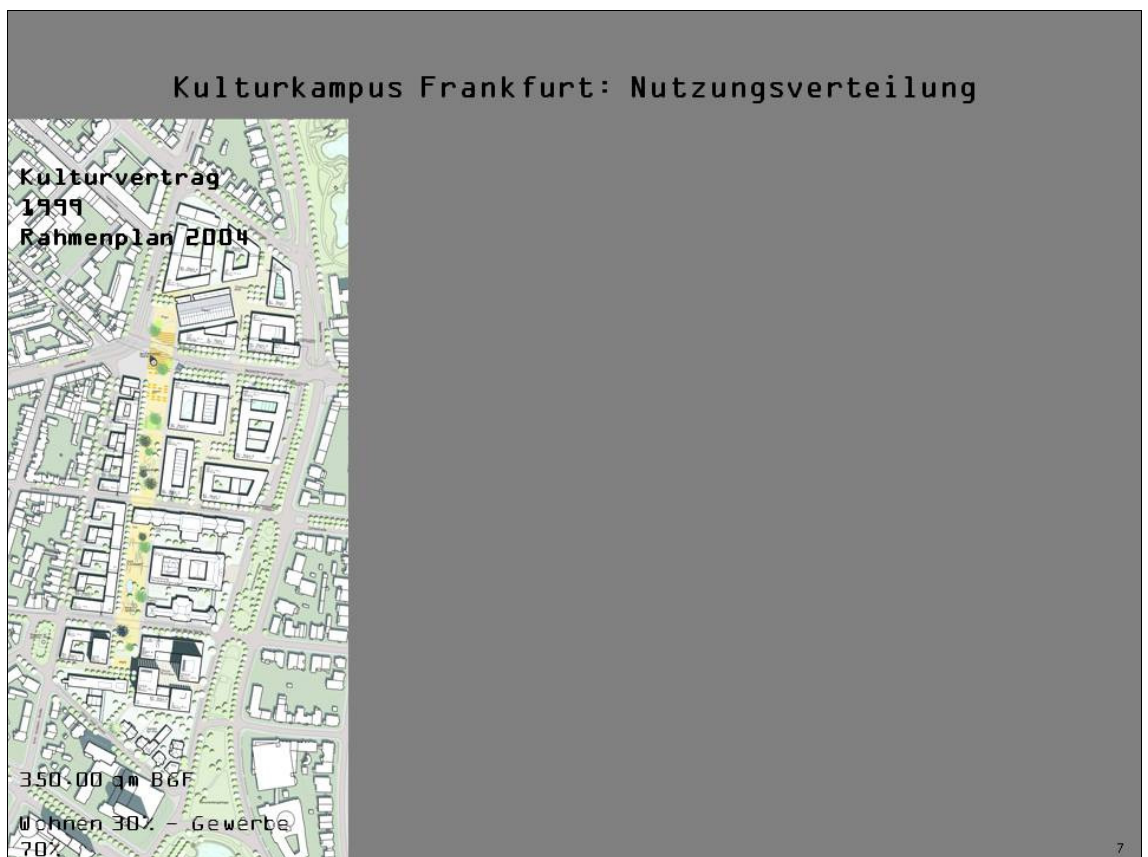 Kulturkampus Frankfurt: Nutzungsverteilung
Kulturvertrag
1999
Rahmenplan 2004
350.00 qm BGF
Wohnen 30% - Gewerbe
70%
7